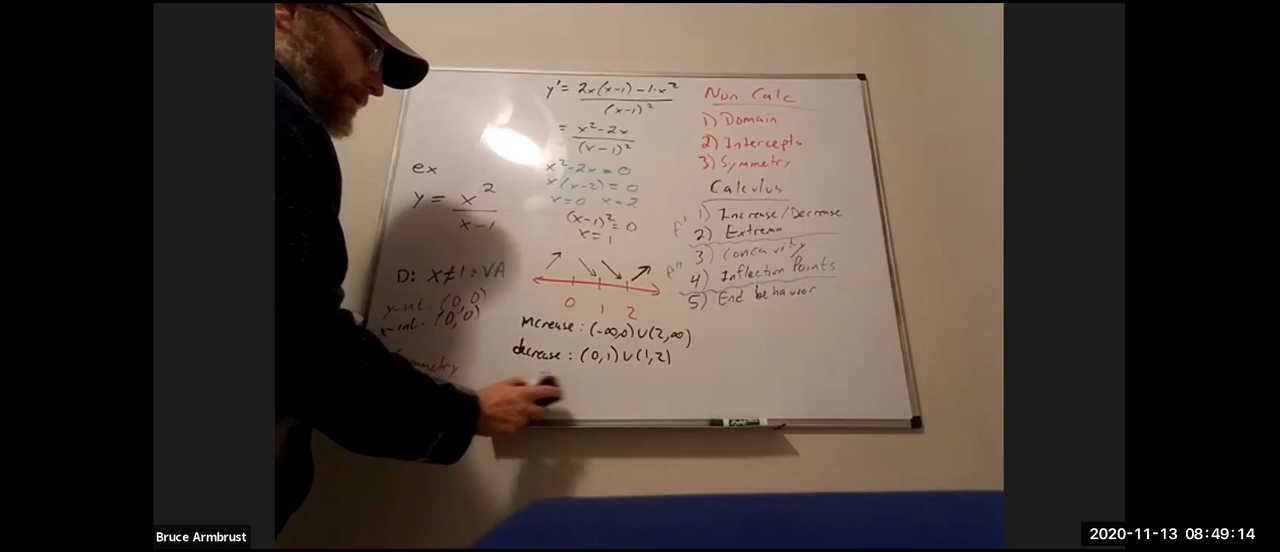 ex
y = x²/(x-1)
D: x≠1 : VA
y-int. (0,0)
x-int. (0,0)
y' = (2x(x-1) - 1·x²)/(x-1)²
= (x²-2x)/(x-1)²
x²-2x=0
x(x-2)=0
x=0 x=2
(x-1)²=0
x=1
0 1 2
increase: (-∞,0)∪(2,∞)
decrease: (0,1)∪(1,2)
Non Calc
1) Domain
2) Intercepts
3) Symmetry
Calculus
f' 1) Increase/Decrease
2) Extrema
f" 3) Concavity
4) Inflection Points
5) End behavior
Bruce Armbrust
2020-11-13 08:49:14